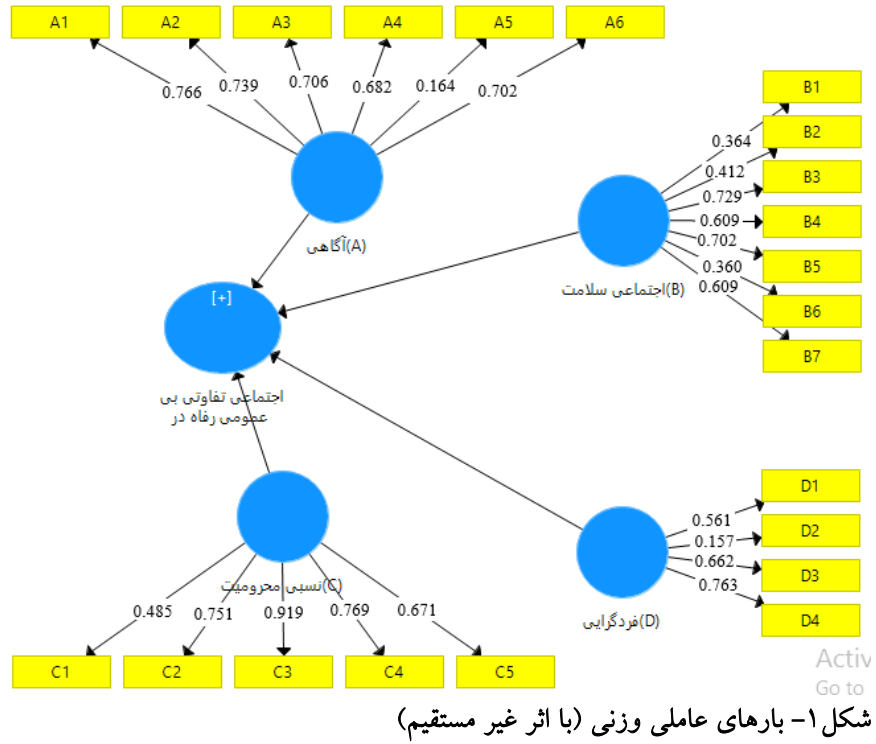 A1 A2 A3 A4 A5 A6
0.766 0.739 0.706 0.682 0.164 0.702
آگاهی(A)
B1
B2
B3
B4
B5
B6
B7
0.364
0.412
0.729
0.609
0.702
0.360
0.609
اجتماعی سلامت(B)
[+]
اجتماعی تفاوتی بی
عمومی رفاه در
نسبی محرومیت(C)
0.485 0.751 0.919 0.769 0.671
C1 C2 C3 C4 C5
D1
D2
D3
D4
0.561
0.157
0.662
0.763
فردگرایی(D)
Activ
Go to
شکل۱- بارهای عاملی وزنی (با اثر غیر مستقیم)